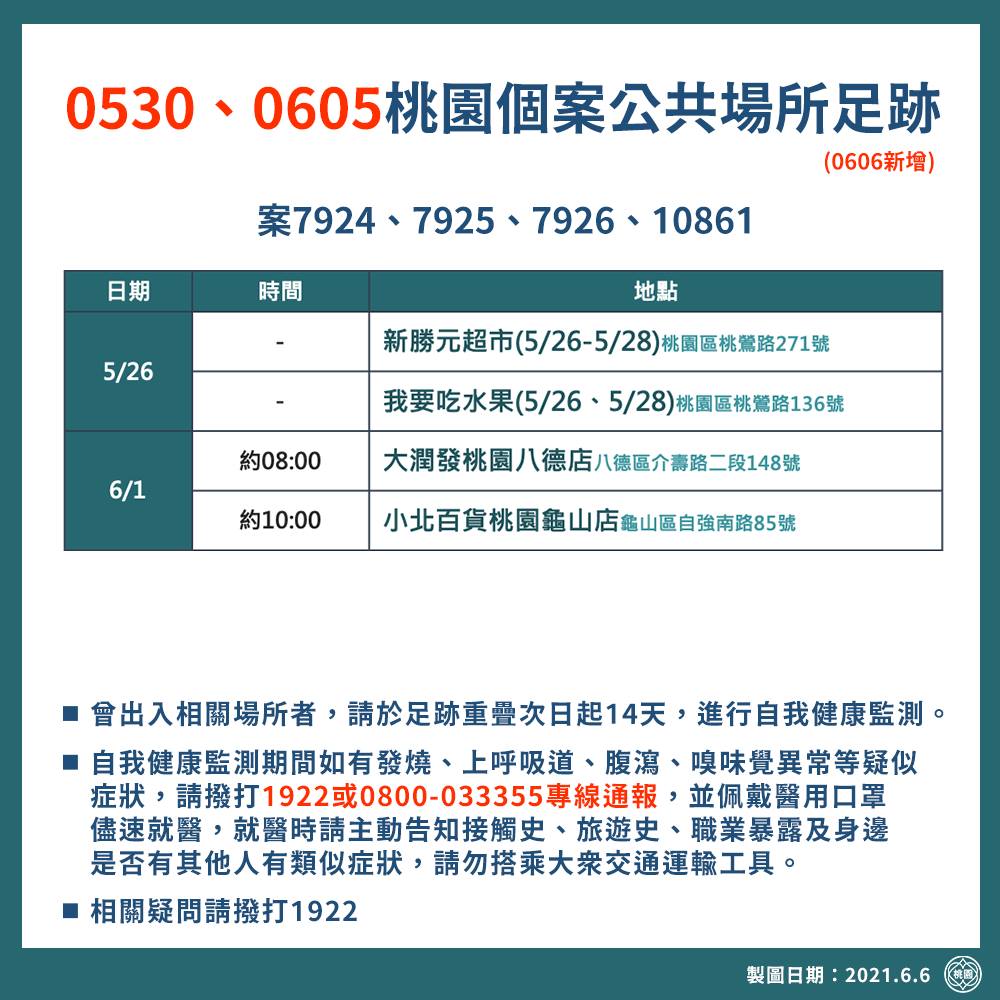 0530、0605桃園個案公共場所足跡
(0606新增)
案7924、7925、7926、10861
日期 時間 地點
5/26
- 新勝元超市(5/26-5/28)桃園區桃鶯路271號
- 我要吃水果(5/26、5/28)桃園區桃鶯路136號
6/1
約08:00 大潤發桃園八德店八德區介壽路二段148號
約10:00 小北百貨桃園龜山店龜山區自強南路85號
■ 曾出入相關場所者，請於足跡重疊次日起14天，進行自我健康監測。
■ 自我健康監測期間如有發燒、上呼吸道、腹瀉、嗅味覺異常等疑似
症狀，請撥打1922或0800-033355專線通報，並佩戴醫用口罩
儘速就醫，就醫時請主動告知接觸史、旅遊史、職業暴露及身邊
是否有其他人有類似症狀，請勿搭乘大眾交通運輸工具。
■ 相關疑問請撥打1922
製圖日期：2021.6.6 桃園